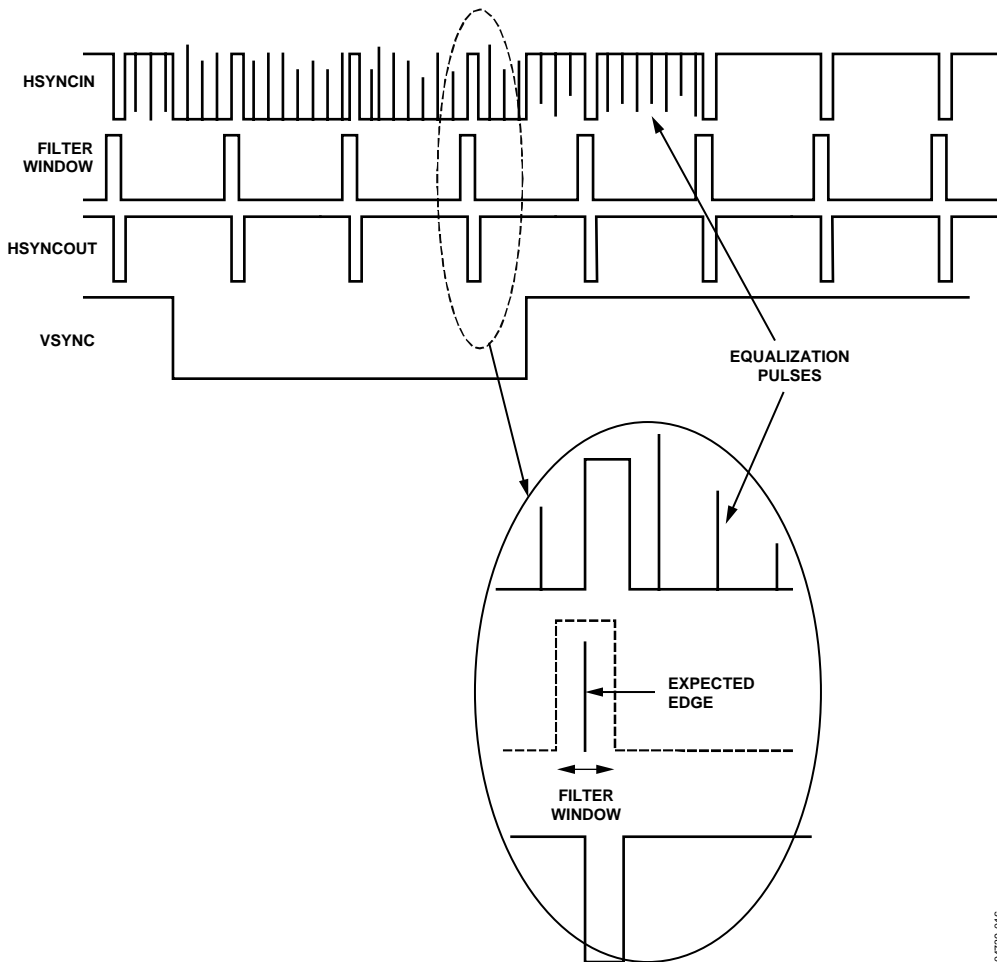 HSYNCIN
FILTER
WINDOW
HSYNCOUT
VSYNC
EQUALIZATION
PULSES
EXPECTED
EDGE
FILTER
WINDOW